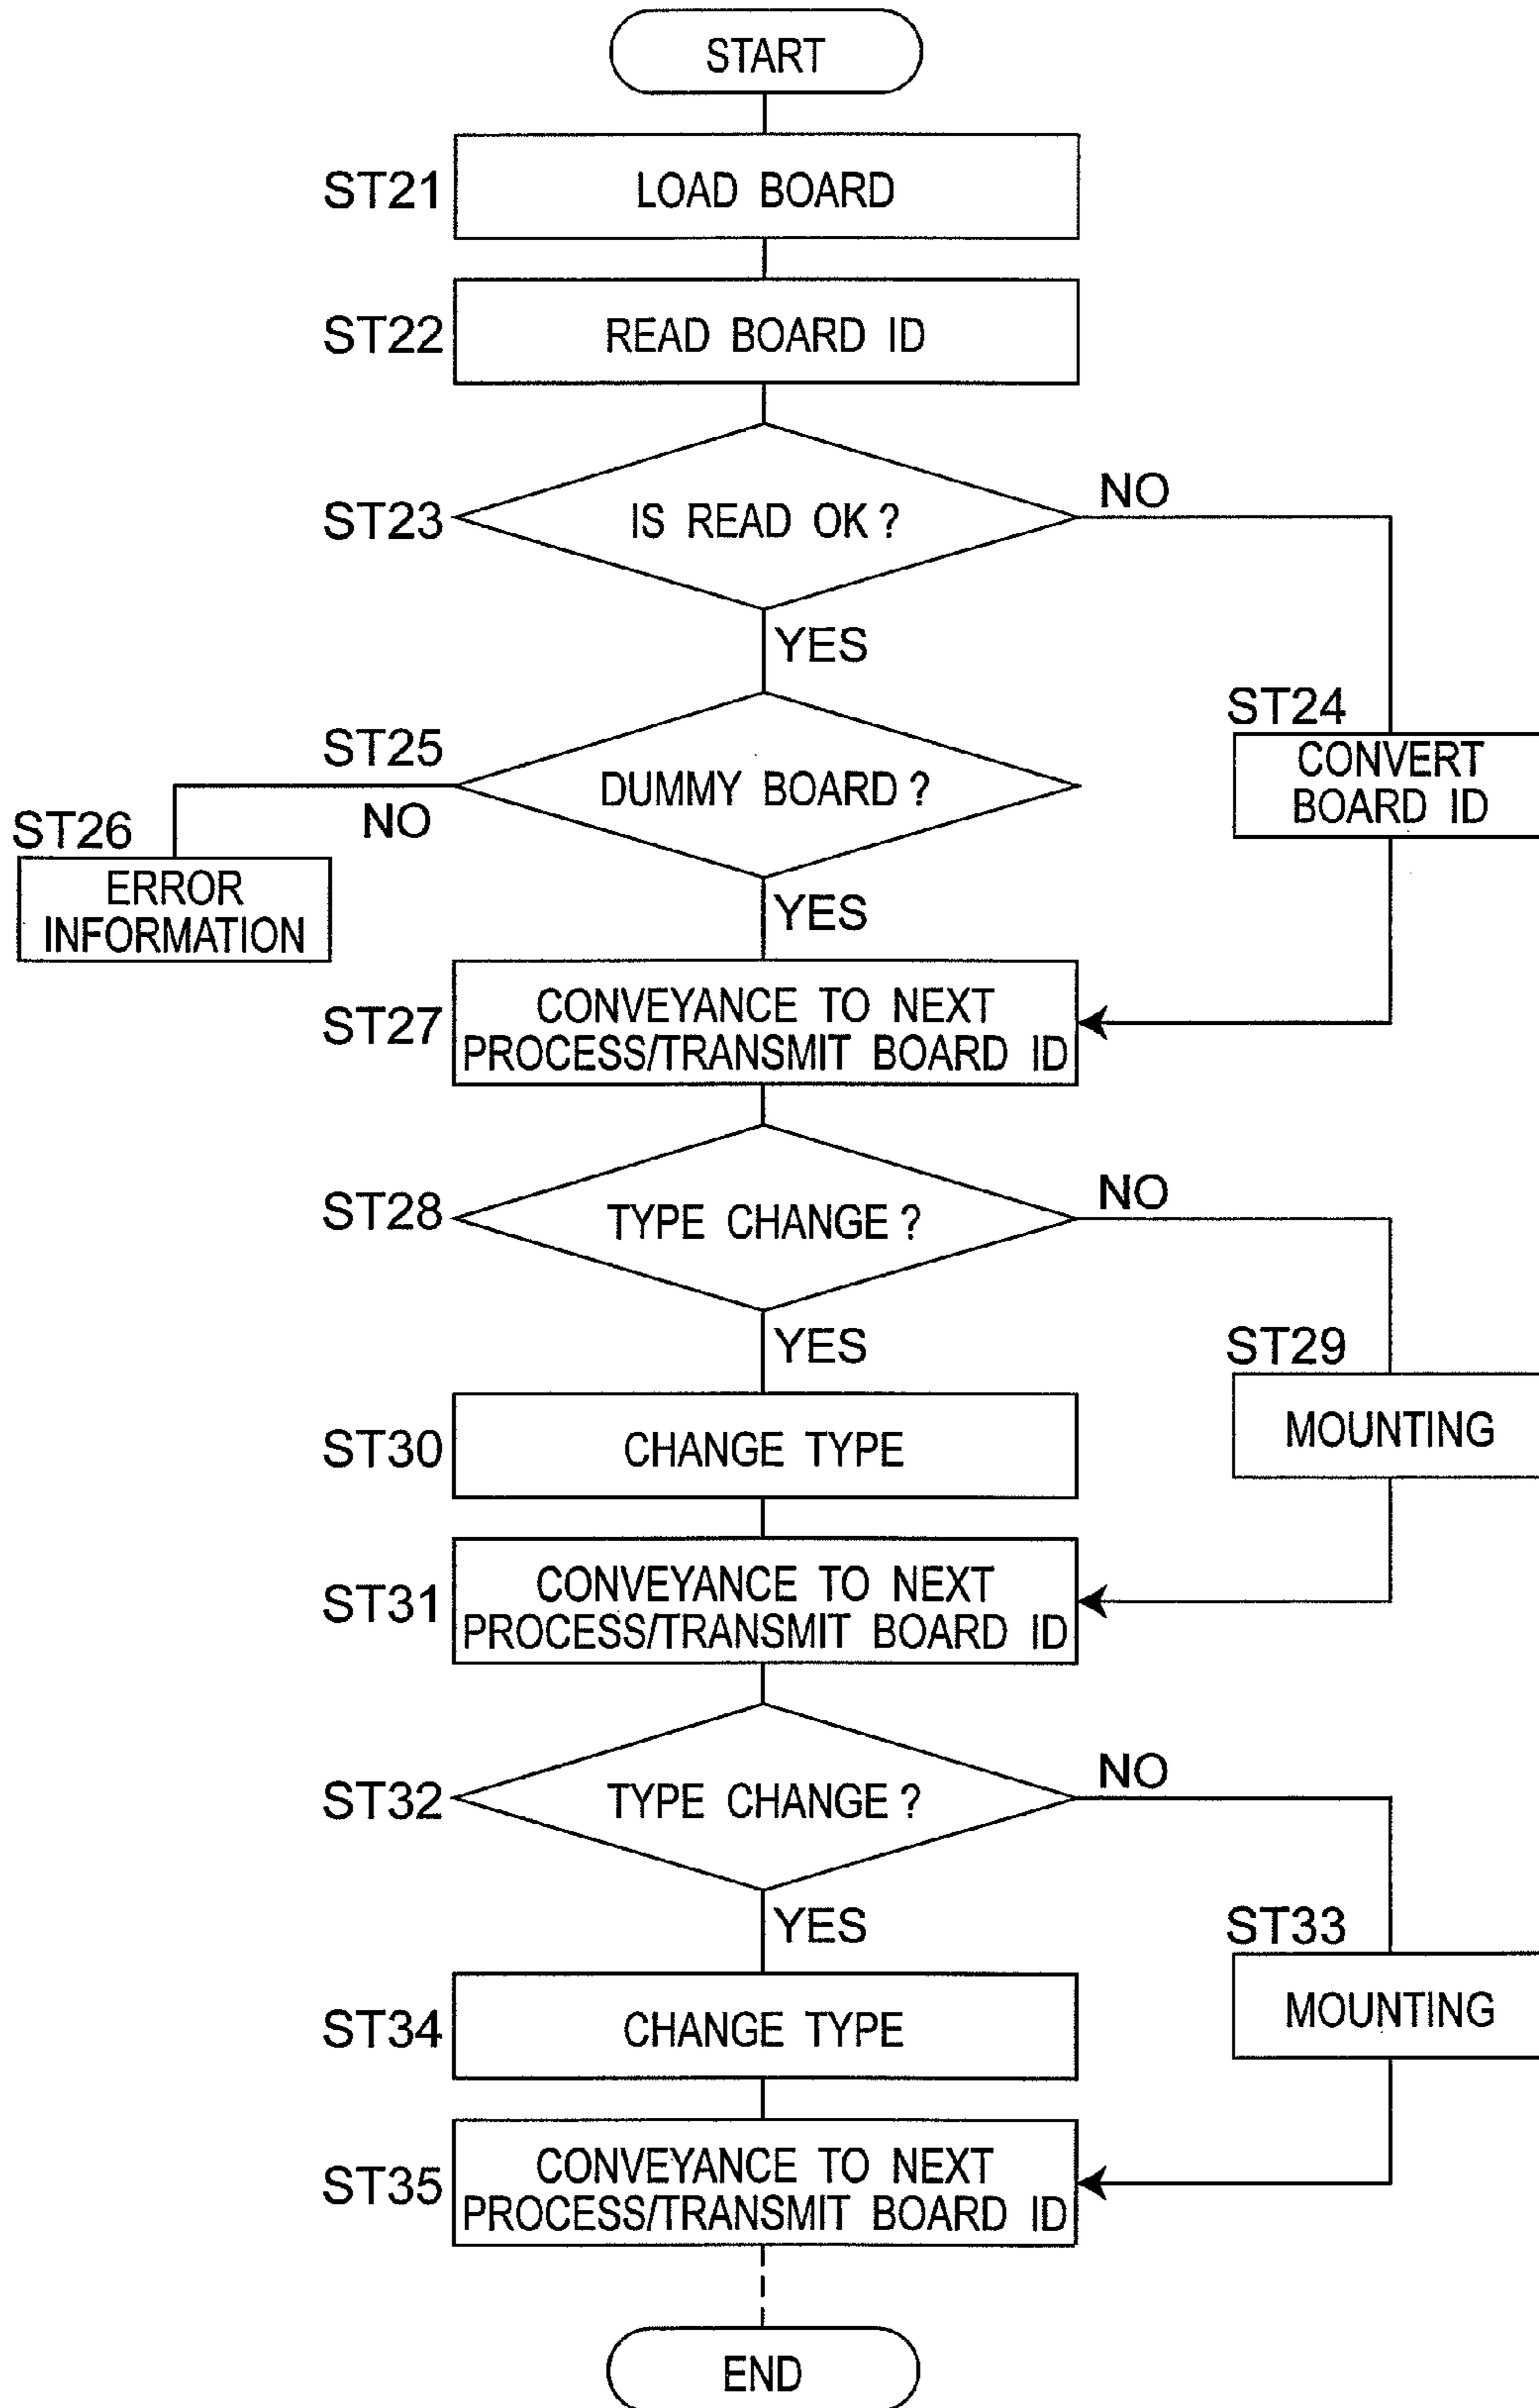 START
ST21
LOAD BOARD
ST22
READ BOARD ID
ST23
IS READ OK ?
NO
YES
ST24
CONVERT
BOARD ID
ST25
DUMMY BOARD ?
NO
ST26
ERROR
INFORMATION
YES
ST27
CONVEYANCE TO NEXT
PROCESS/TRANSMIT BOARD ID
ST28
TYPE CHANGE ?
NO
YES
ST29
MOUNTING
ST30
CHANGE TYPE
ST31
CONVEYANCE TO NEXT
PROCESS/TRANSMIT BOARD ID
ST32
TYPE CHANGE ?
NO
YES
ST33
MOUNTING
ST34
CHANGE TYPE
ST35
CONVEYANCE TO NEXT
PROCESS/TRANSMIT BOARD ID
END